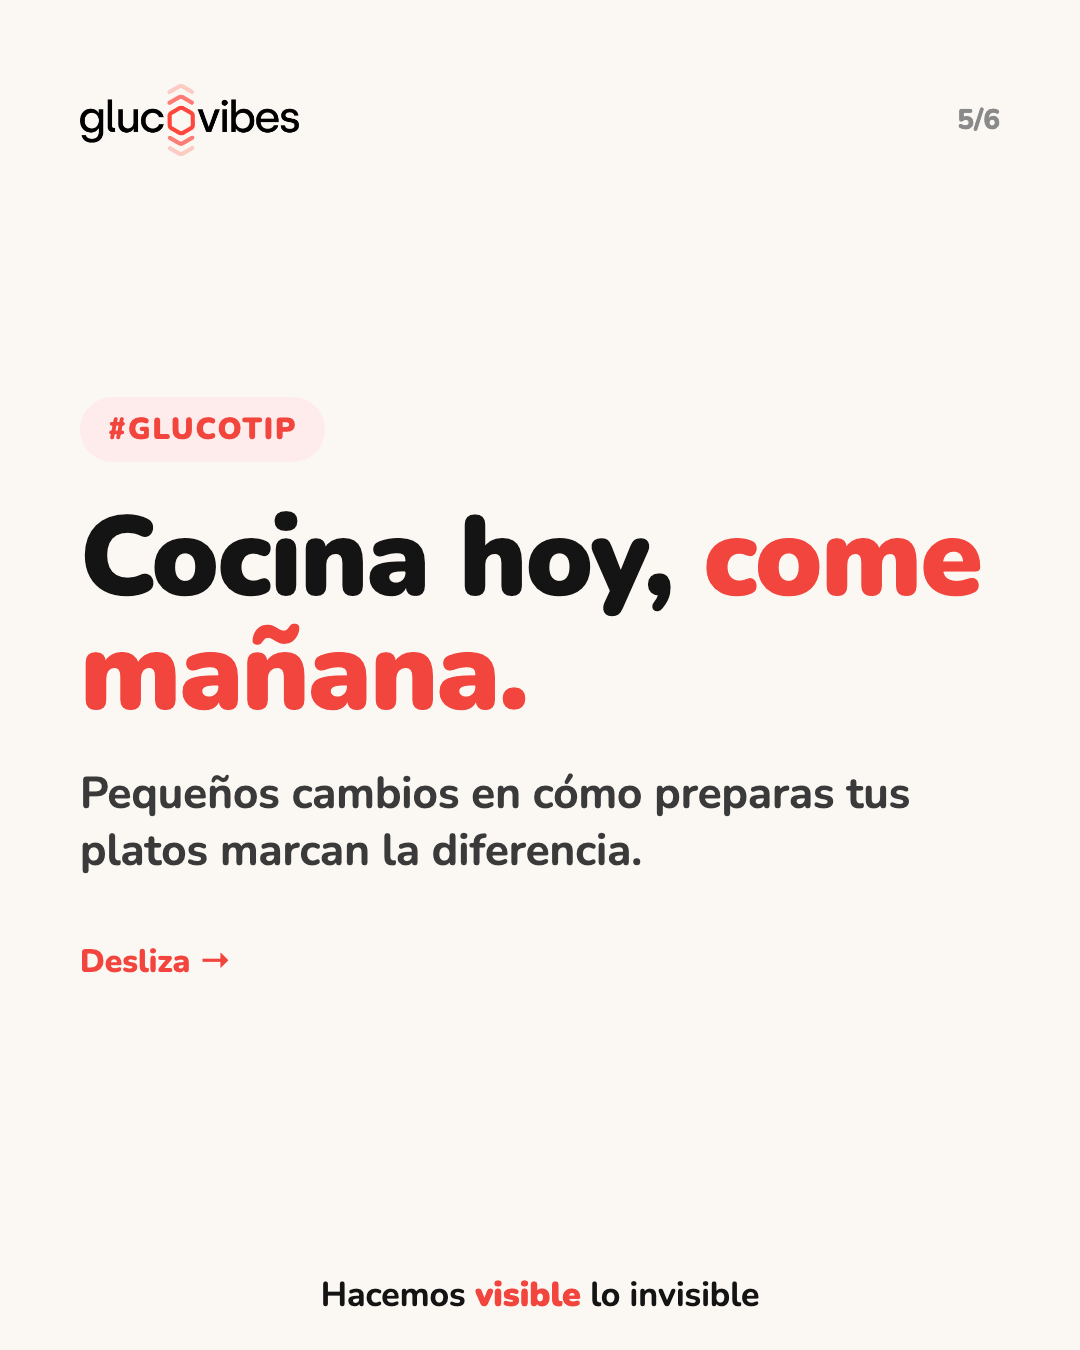 glucovibes
5/6
#GLUCOTIP
Cocina hoy, come
mañana.
Pequeños cambios en cómo preparas tus
platos marcan la diferencia.
Desliza →
Hacemos visible lo invisible